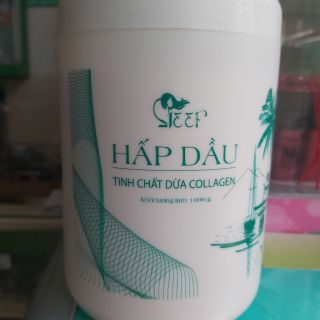 HẤP DẦU
TINH CHẤT DỪA COLLAGEN
Khối lượng tịnh: 1000 g